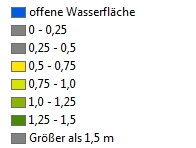 offene Wasserfläche
0 - 0,25
0,25 - 0,5
0,5 - 0,75
0,75 - 1,0
1,0 - 1,25
1,25 - 1,5
Größer als 1,5 m